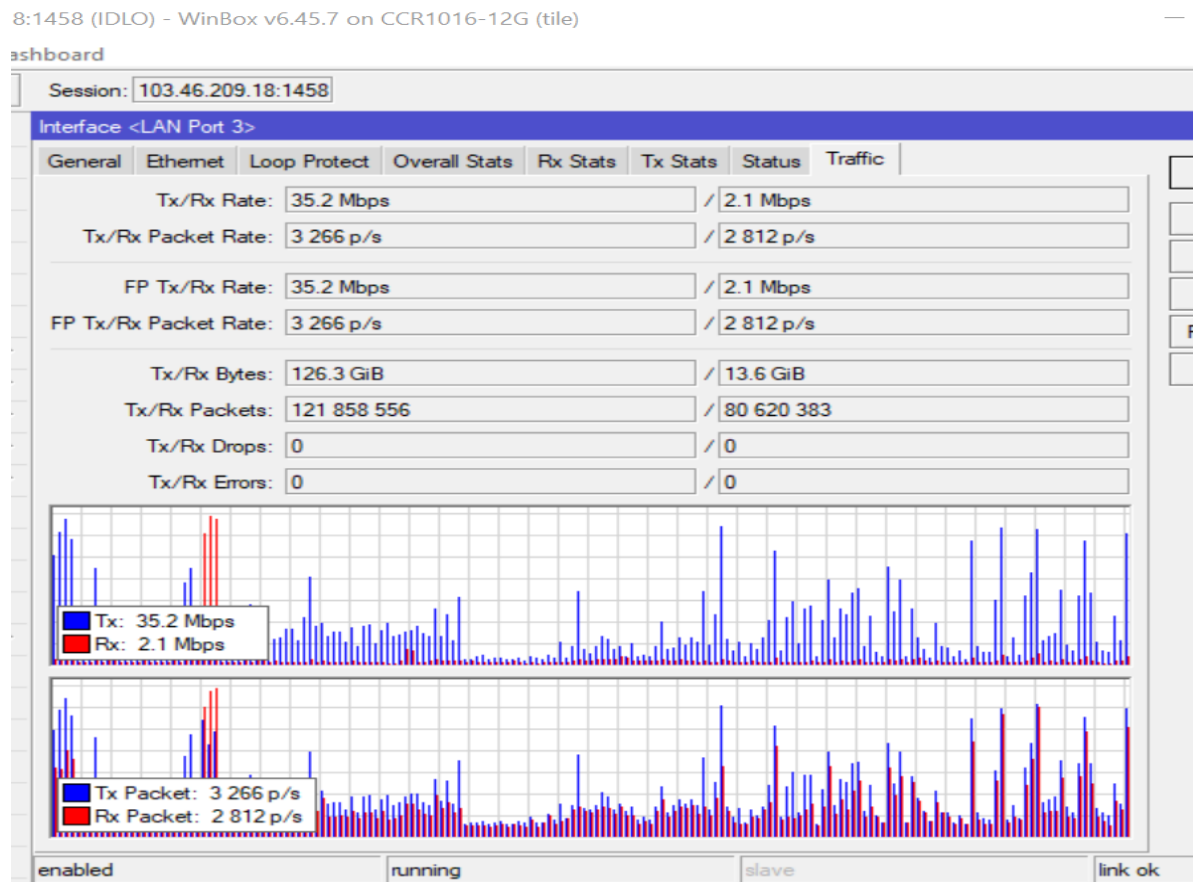 8:1458 (IDLO) - WinBox v6.45.7 on CCR1016-12G (tile)
ashboard
Session: 103.46.209.18:1458
Interface <LAN Port 3>
General Ethernet Loop Protect Overall Stats Rx Stats Tx Stats Status Traffic
Tx/Rx Rate: 35.2 Mbps / 2.1 Mbps
Tx/Rx Packet Rate: 3 266 p/s / 2 812 p/s
FP Tx/Rx Rate: 35.2 Mbps / 2.1 Mbps
FP Tx/Rx Packet Rate: 3 266 p/s / 2 812 p/s
Tx/Rx Bytes: 126.3 GiB / 13.6 GiB
Tx/Rx Packets: 121 858 556 / 80 620 383
Tx/Rx Drops: 0 / 0
Tx/Rx Errors: 0 / 0
Tx: 35.2 Mbps
Rx: 2.1 Mbps
Tx Packet: 3 266 p/s
Rx Packet: 2 812 p/s
enabled running slave link ok